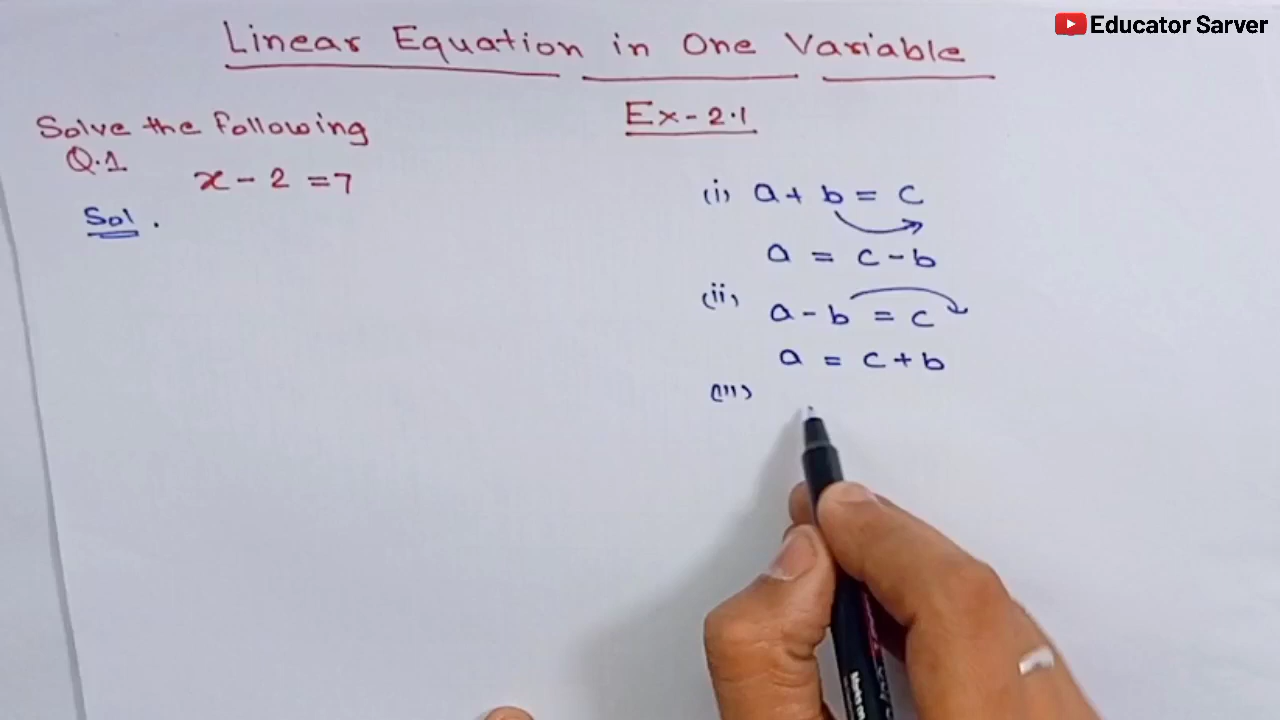 Educator Sarver
Linear Equation in One Variable
Ex-2.1
Solve the following
Q.1
x - 2 = 7
Sol.
(i) a + b = c
a = c - b
(ii) a - b = c
a = c + b
(iii)